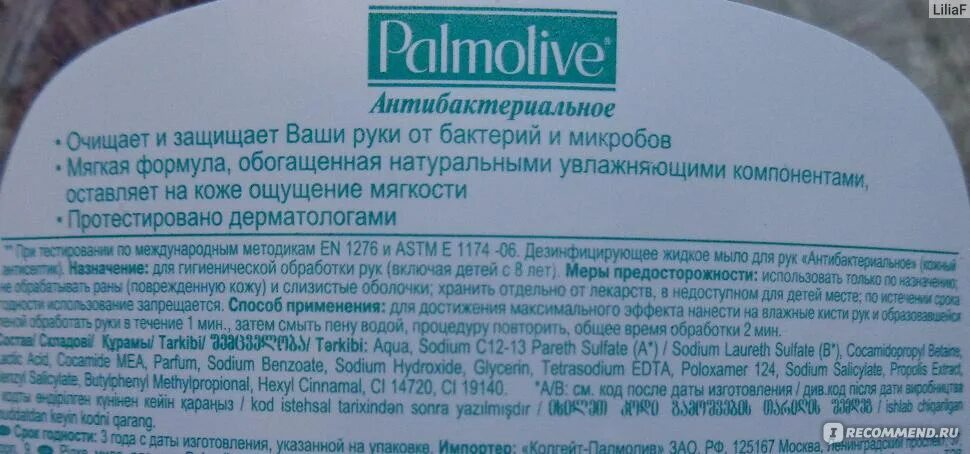 LiliaF
Palmolive®
Антибактериальное
• Очищает и защищает Ваши руки от бактерий и микробов
• Мягкая формула, обогащенная натуральными увлажняющими компонентами,
оставляет на коже ощущение мягкости
• Протестировано дерматологами
** При тестировании по международным методикам EN 1276 и ASTM E 1174 -06. Дезинфицирующее жидкое мыло для рук «Антибактериальное» (кожный
антисептик). Назначение: для гигиенической обработки рук (включая детей с 8 лет). Меры предосторожности: использовать только по назначению;
не обрабатывать раны (поврежденную кожу) и слизистые оболочки; хранить отдельно от лекарств, в недоступном для детей месте; по истечении срока
годности использование запрещается. Способ применения: для достижения максимального эффекта нанести на влажные кисти рук и образовавшейся
пеной обработать руки в течение 1 мин., затем смыть пену водой, процедуру повторить, общее время обработки 2 мин.
Состав/ Складові/ Құрамы/ Tarkibi/ შემადგენლობა/ Tərkibi: Aqua, Sodium C12-13 Pareth Sulfate (A*) / Sodium Laureth Sulfate (B*), Cocamidopropyl Betaine,
Lactic Acid, Cocamide MEA, Parfum, Sodium Benzoate, Sodium Hydroxide, Glycerin, Tetrasodium EDTA, Poloxamer 124, Sodium Salicylate, Propolis Extract,
Benzyl Salicylate, Butylphenyl Methylpropional, Hexyl Cinnamal, CI 14720, CI 19140. *A/B: см. код после даты изготовления / див.код після дати виробництва
кодты өндірілген күнінен кейін қараңыз / kod istehsal tarixindən sonra yazılmışdır / ishlab chiqarilgan
muddatdan keyin kodni qarang.
Срок годности: 3 года с даты изготовления, указанной на упаковке. Импортер: «Колгейт-Палмолив» ЗАО, РФ, 125167 Москва, Ленинградский
I RECOMMEND.RU